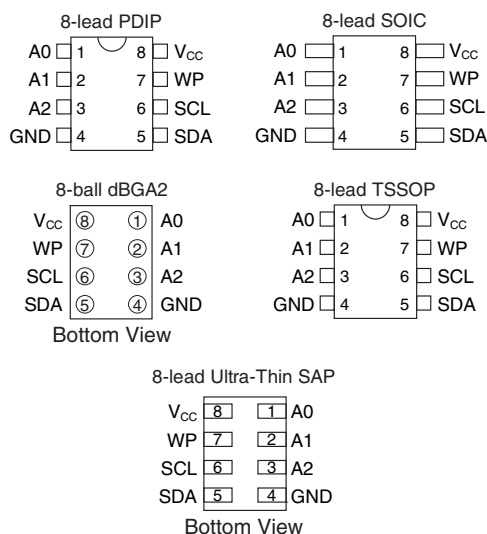 8-lead PDIP
A0 1 8 VCC
A1 2 7 WP
A2 3 6 SCL
GND 4 5 SDA
8-lead SOIC
A0 1 8 VCC
A1 2 7 WP
A2 3 6 SCL
GND 4 5 SDA
8-ball dBGA2
VCC 8 1 A0
WP 7 2 A1
SCL 6 3 A2
SDA 5 4 GND
Bottom View
8-lead TSSOP
A0 1 8 VCC
A1 2 7 WP
A2 3 6 SCL
GND 4 5 SDA
8-lead Ultra-Thin SAP
VCC 8 1 A0
WP 7 2 A1
SCL 6 3 A2
SDA 5 4 GND
Bottom View